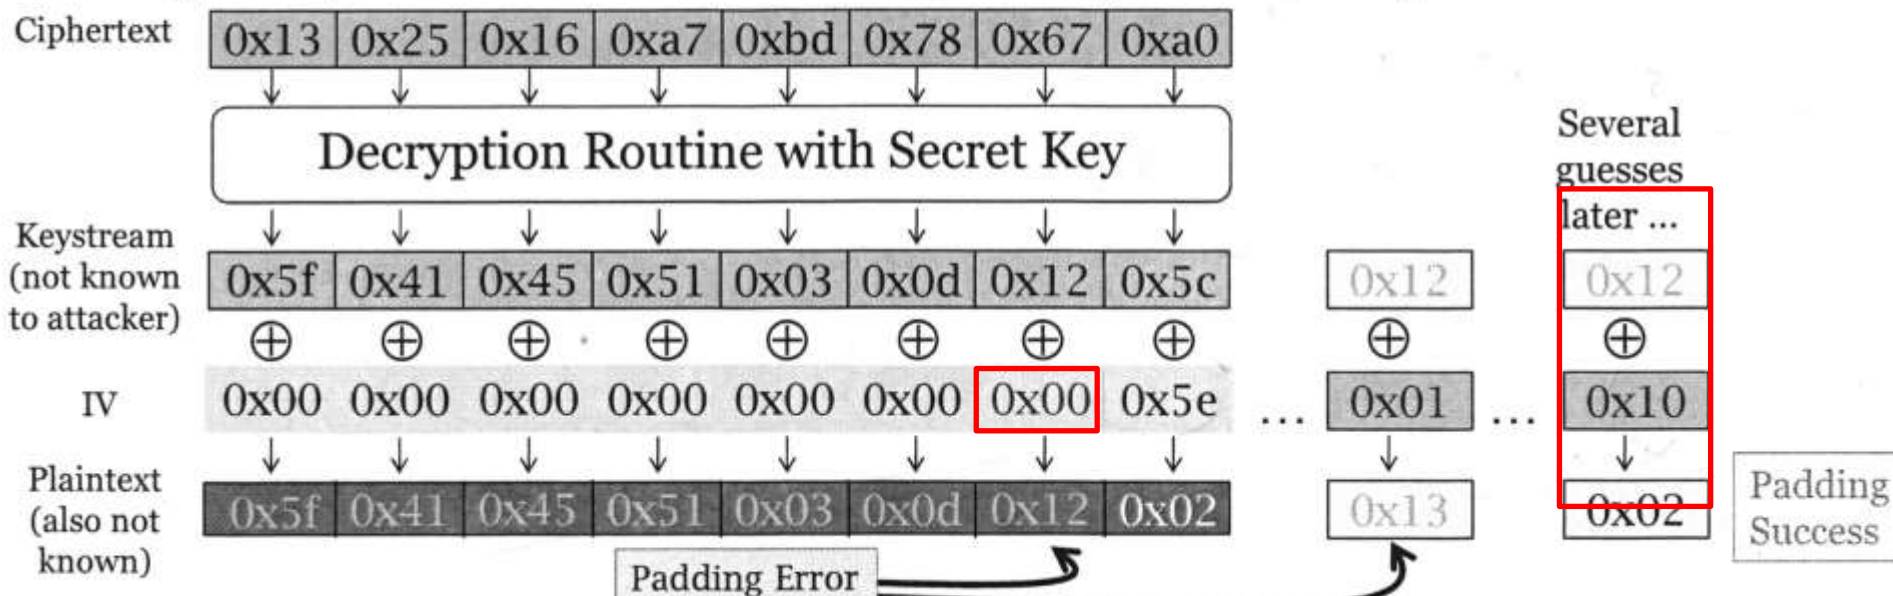 Ciphertext
0x13 0x25 0x16 0xa7 0xbd 0x78 0x67 0xa0
Decryption Routine with Secret Key
Several
guesses
later ...
Keystream
(not known
to attacker)
0x5f 0x41 0x45 0x51 0x03 0x0d 0x12 0x5c
0x12
0x12
⊕ ⊕ ⊕ ⊕ ⊕ ⊕ ⊕ ⊕ ⊕ ⊕
IV
0x00 0x00 0x00 0x00 0x00 0x00 0x00 0x5e ... 0x01 ... 0x10
Plaintext
(also not
known)
0x5f 0x41 0x45 0x51 0x03 0x0d 0x12 0x02
0x13
0x02
Padding
Success
Padding Error